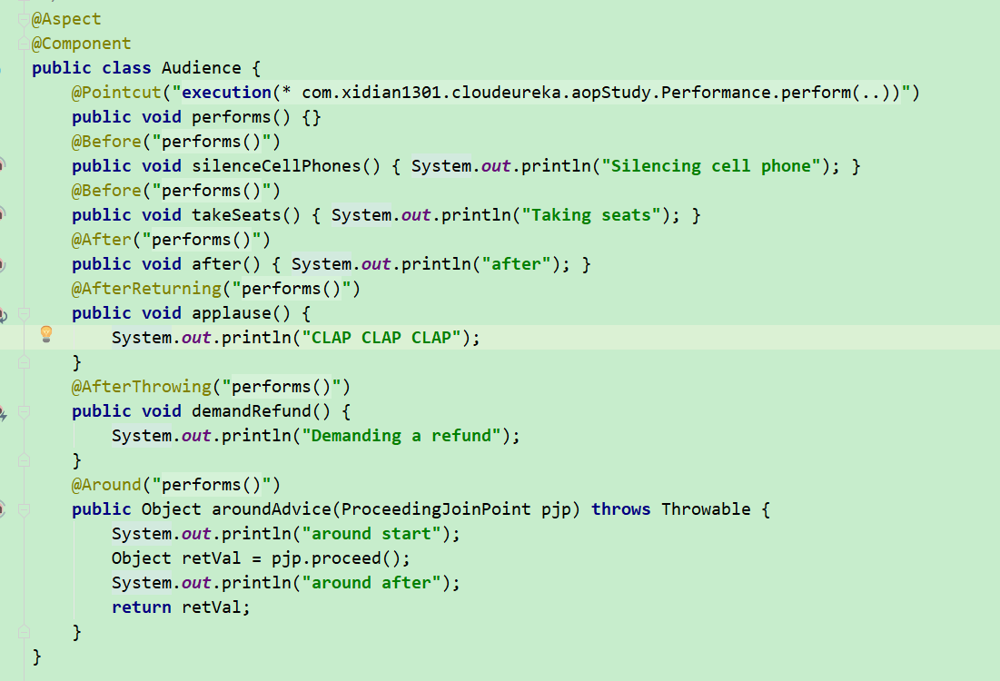 @Aspect
@Component
public class Audience {
    @Pointcut("execution(* com.xidian1301.cloudeureka.aopStudy.Performance.perform(..))")
    public void performs() {}
    @Before("performs()")
    public void silenceCellPhones() { System.out.println("Silencing cell phone"); }
    @Before("performs()")
    public void takeSeats() { System.out.println("Taking seats"); }
    @After("performs()")
    public void after() { System.out.println("after"); }
    @AfterReturning("performs()")
    public void applause() {
        System.out.println("CLAP CLAP CLAP");
    }
    @AfterThrowing("performs()")
    public void demandRefund() {
        System.out.println("Demanding a refund");
    }
    @Around("performs()")
    public Object aroundAdvice(ProceedingJoinPoint pjp) throws Throwable {
        System.out.println("around start");
        Object retVal = pjp.proceed();
        System.out.println("around after");
        return retVal;
    }
}